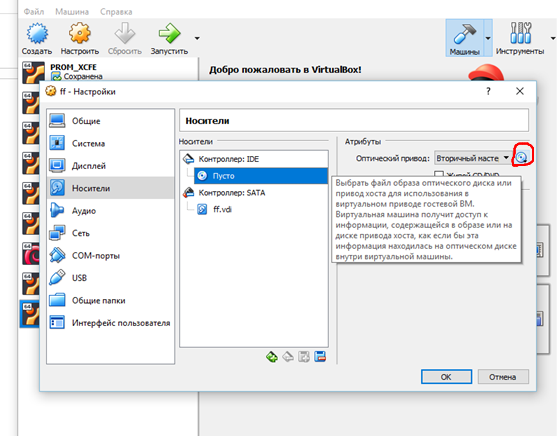 Файл Машина Справка
Создать Настроить Сбросить Запустить Машины Инструменты
PROM_XCFE
Сохранена
Добро пожаловать в VirtualBox!
ff - Настройки
Общие
Система
Дисплей
Носители
Аудио
Сеть
COM-порты
USB
Общие папки
Интерфейс пользователя
Носители
Носители
Контроллер: IDE
Пусто
Контроллер: SATA
ff.vdi
Атрибуты
Оптический привод: Вторичный масте
Живой CD/DVD
Выбрать файл образа оптического диска или
привод хоста для использования в
виртуальном приводе гостевой ВМ.
Виртуальная машина получит доступ к
информации, содержащейся в образе или на
диске привода хоста, как если бы эта
информация находилась на оптическом диске
внутри виртуальной машины.
OK Отмена